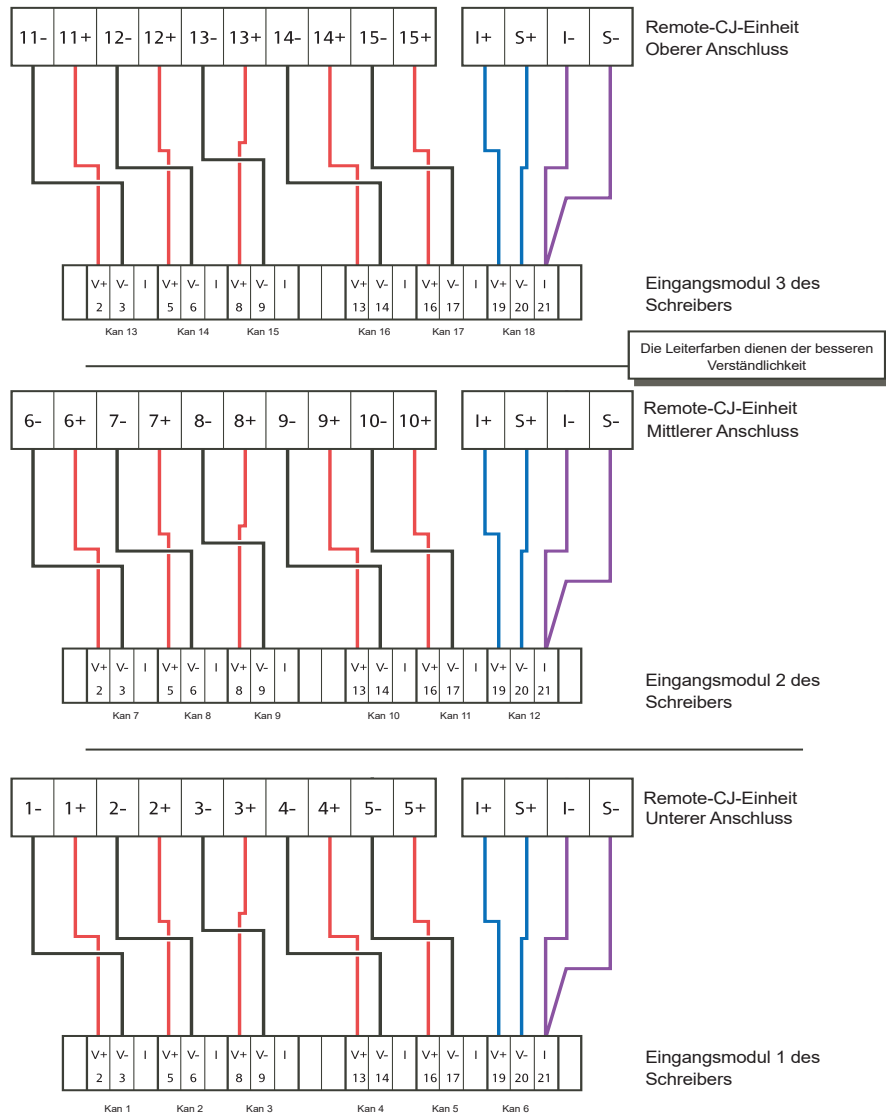 11- 11+ 12- 12+ 13- 13+ 14- 14+ 15- 15+ I+ S+ I- S-
Remote-CJ-Einheit
Oberer Anschluss
V+ V- I V+ V- I V+ V- I V+ V- I V+ V- I V+ V- I
2 3 5 6 8 9 13 14 16 17 19 20 21
Kan 13 Kan 14 Kan 15 Kan 16 Kan 17 Kan 18
Eingangsmodul 3 des
Schreibers
Die Leiterfarben dienen der besseren
Verständlichkeit
6- 6+ 7- 7+ 8- 8+ 9- 9+ 10- 10+ I+ S+ I- S-
Remote-CJ-Einheit
Mittlerer Anschluss
V+ V- I V+ V- I V+ V- I V+ V- I V+ V- I V+ V- I
2 3 5 6 8 9 13 14 16 17 19 20 21
Kan 7 Kan 8 Kan 9 Kan 10 Kan 11 Kan 12
Eingangsmodul 2 des
Schreibers
1- 1+ 2- 2+ 3- 3+ 4- 4+ 5- 5+ I+ S+ I- S-
Remote-CJ-Einheit
Unterer Anschluss
V+ V- I V+ V- I V+ V- I V+ V- I V+ V- I V+ V- I
2 3 5 6 8 9 13 14 16 17 19 20 21
Kan 1 Kan 2 Kan 3 Kan 4 Kan 5 Kan 6
Eingangsmodul 1 des
Schreibers